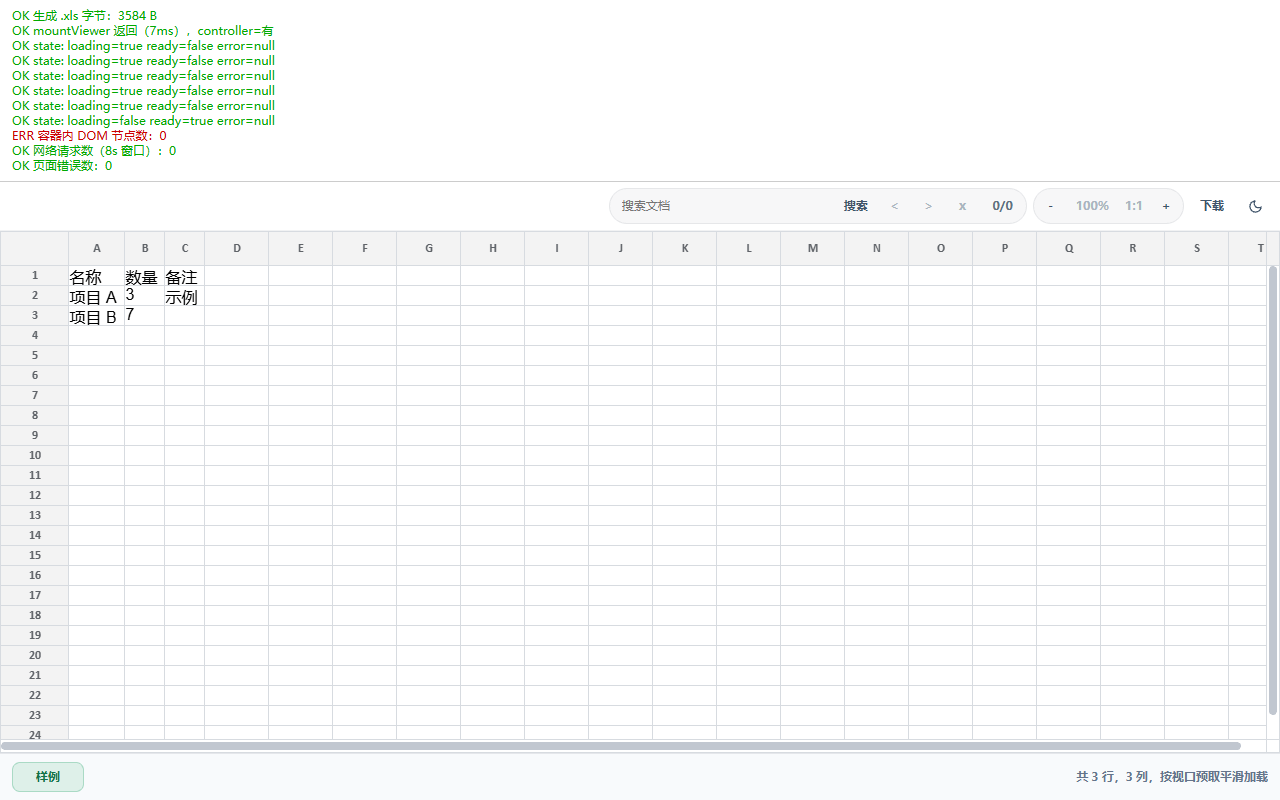 OK 生成 .xls 字节：3584 B
OK mountViewer 返回（7ms），controller=有
OK state: loading=true ready=false error=null
OK state: loading=true ready=false error=null
OK state: loading=true ready=false error=null
OK state: loading=true ready=false error=null
OK state: loading=true ready=false error=null
OK state: loading=false ready=true error=null
ERR 容器内 DOM 节点数：0
OK 网络请求数（8s 窗口）：0
OK 页面错误数：0
搜索文档 搜索 < > x 0/0 - 100% 1:1 + 下载
A B C D E F G H I J K L M N O P Q R S T
1 名称 数量 备注
2 项目 A 3 示例
3 项目 B 7
4
5
6
7
8
9
10
11
12
13
14
15
16
17
18
19
20
21
22
23
24
样例 共 3 行，3 列，按视口预取平滑加载